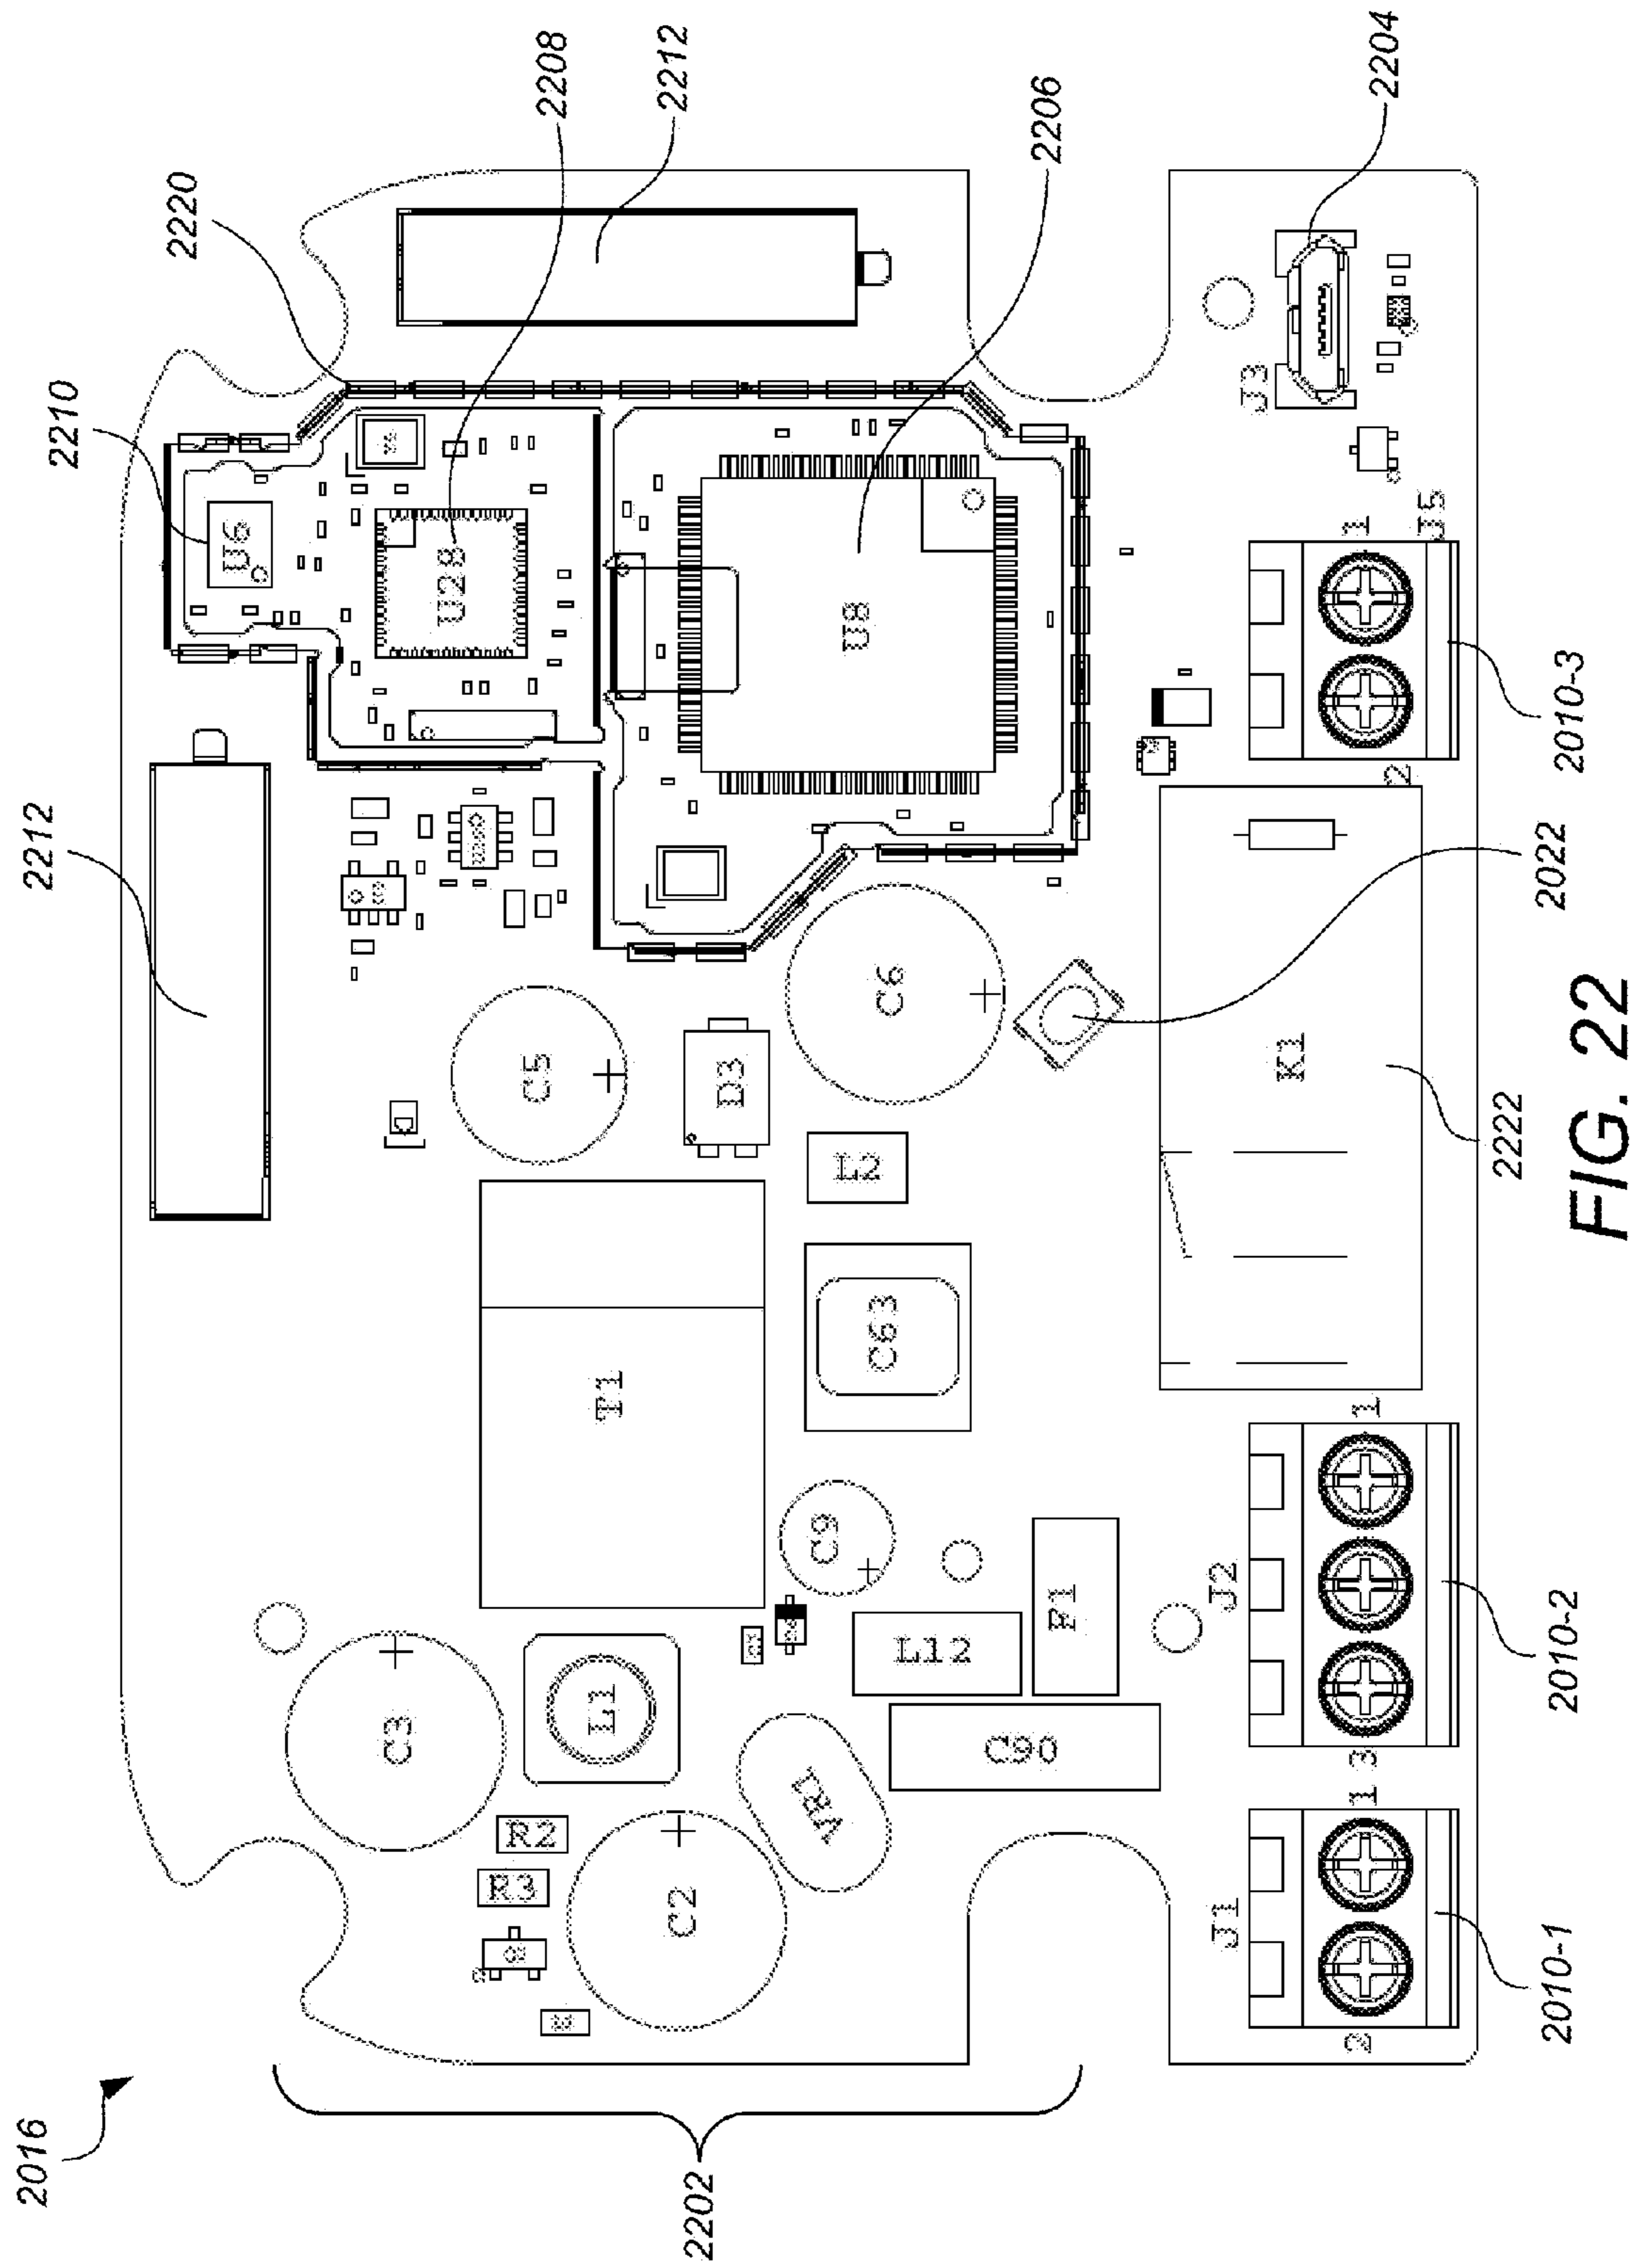 2016
2202
2212
2210
2220
2208
2212
2206
2204
U6
U28
U8
J3
C5
D3
C6
L2
T1
C63
C9
C3
L1
L12
F1
C90
R2
R3
C2
VR1
K1
J1
2
1
J2
3
1
J5
2
1
2010-1
2010-2
2222
2022
2010-3
FIG. 22